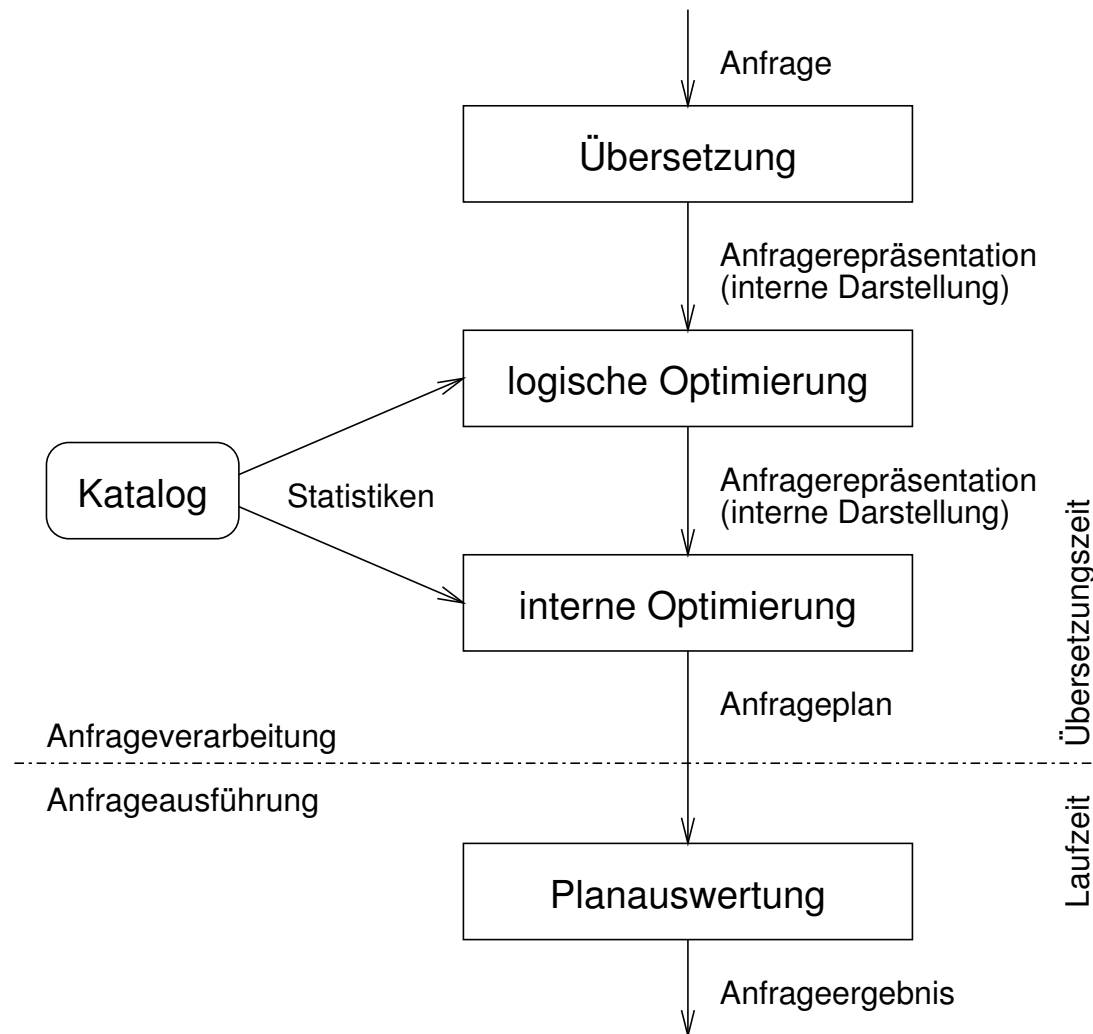 Anfrage
Übersetzung
Anfragerepräsentation
(interne Darstellung)
logische Optimierung
Katalog
Statistiken
Anfragerepräsentation
(interne Darstellung)
interne Optimierung
Übersetzungszeit
Anfrageplan
Anfrageverarbeitung
Anfrageausführung
Laufzeit
Planauswertung
Anfrageergebnis